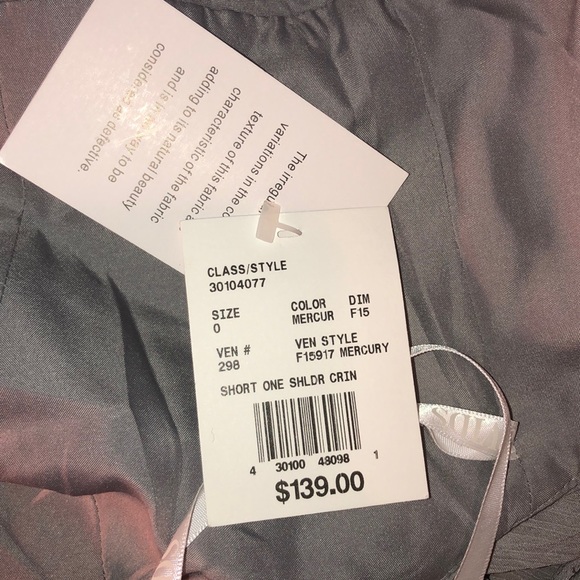 The irregu
variations in the co
texture of this fabric a
characteristic of the fabric
adding to its natural beauty
and is in way to be
considered as defective.
CLASS/STYLE
30104077
SIZE COLOR DIM
0 MERCUR F15
VEN # VEN STYLE
298 F15917 MERCURY
SHORT ONE SHLDR CRIN
4 30100 48098 1
$139.00